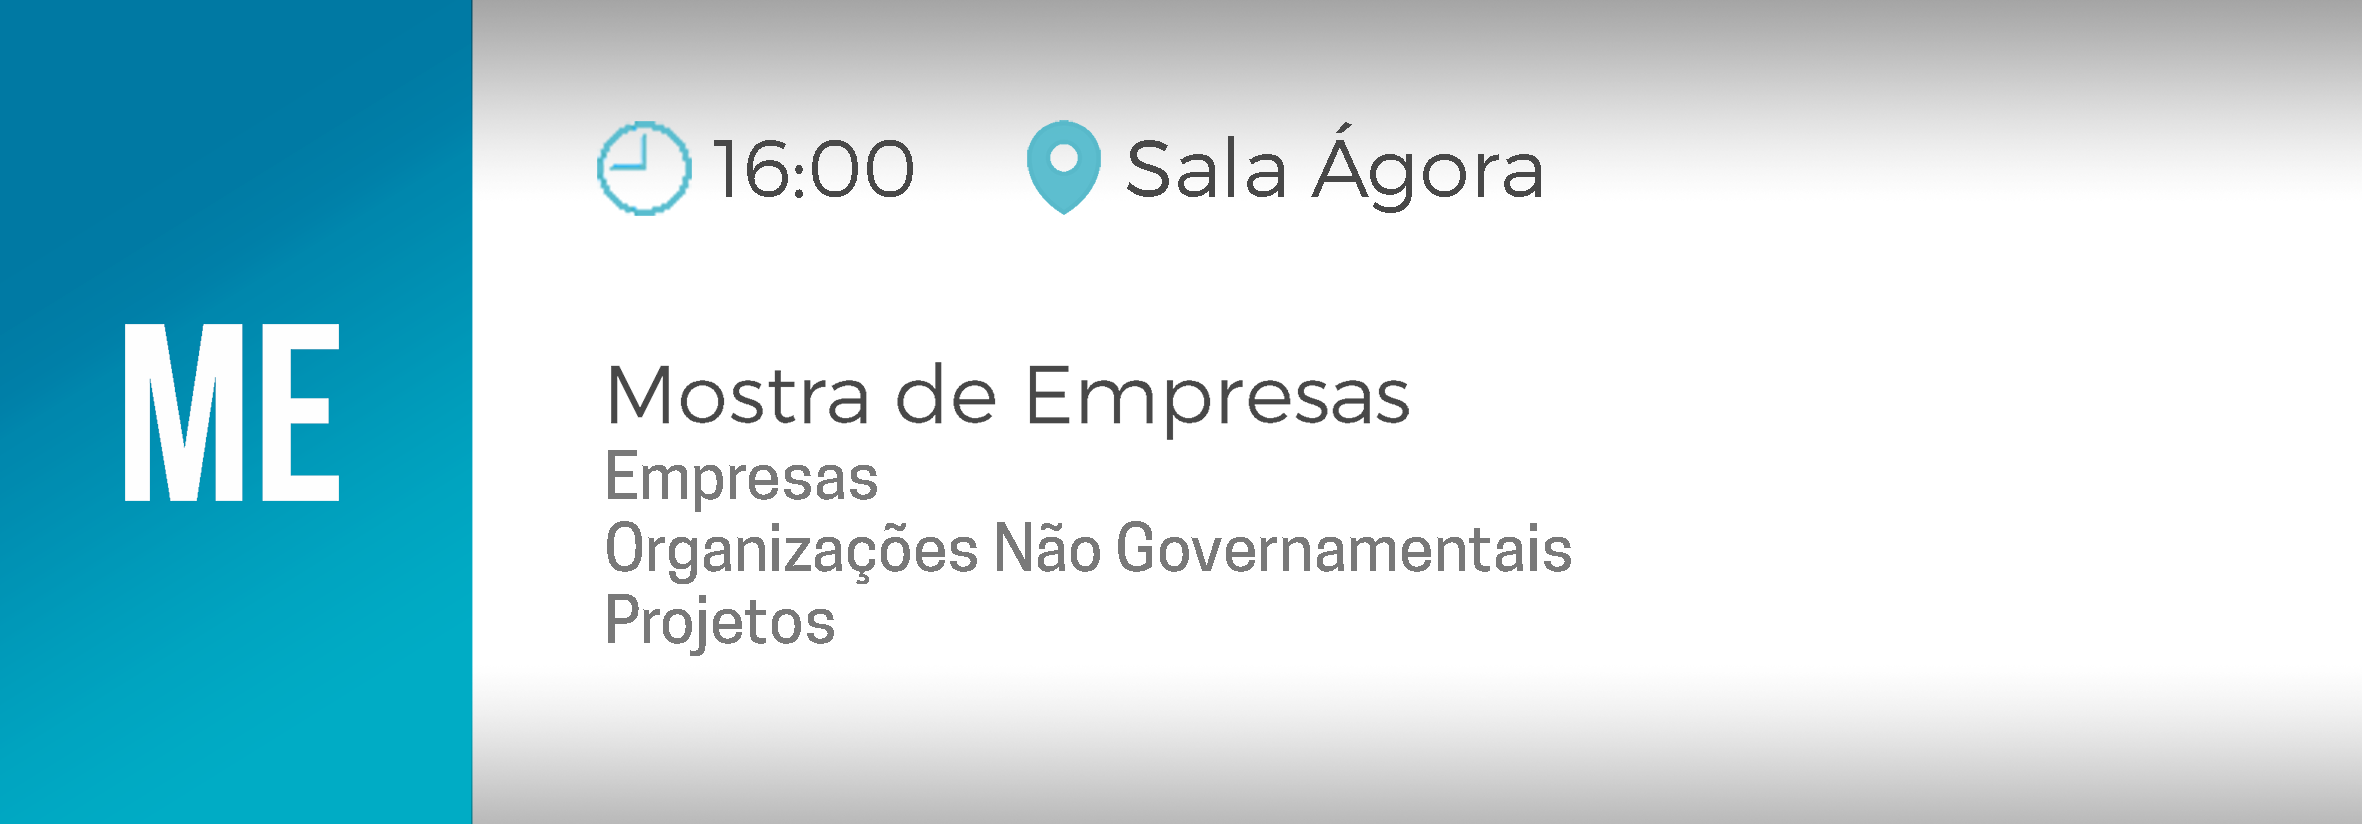 ME
16:00
Sala Ágora
Mostra de Empresas
Empresas
Organizações Não Governamentais
Projetos